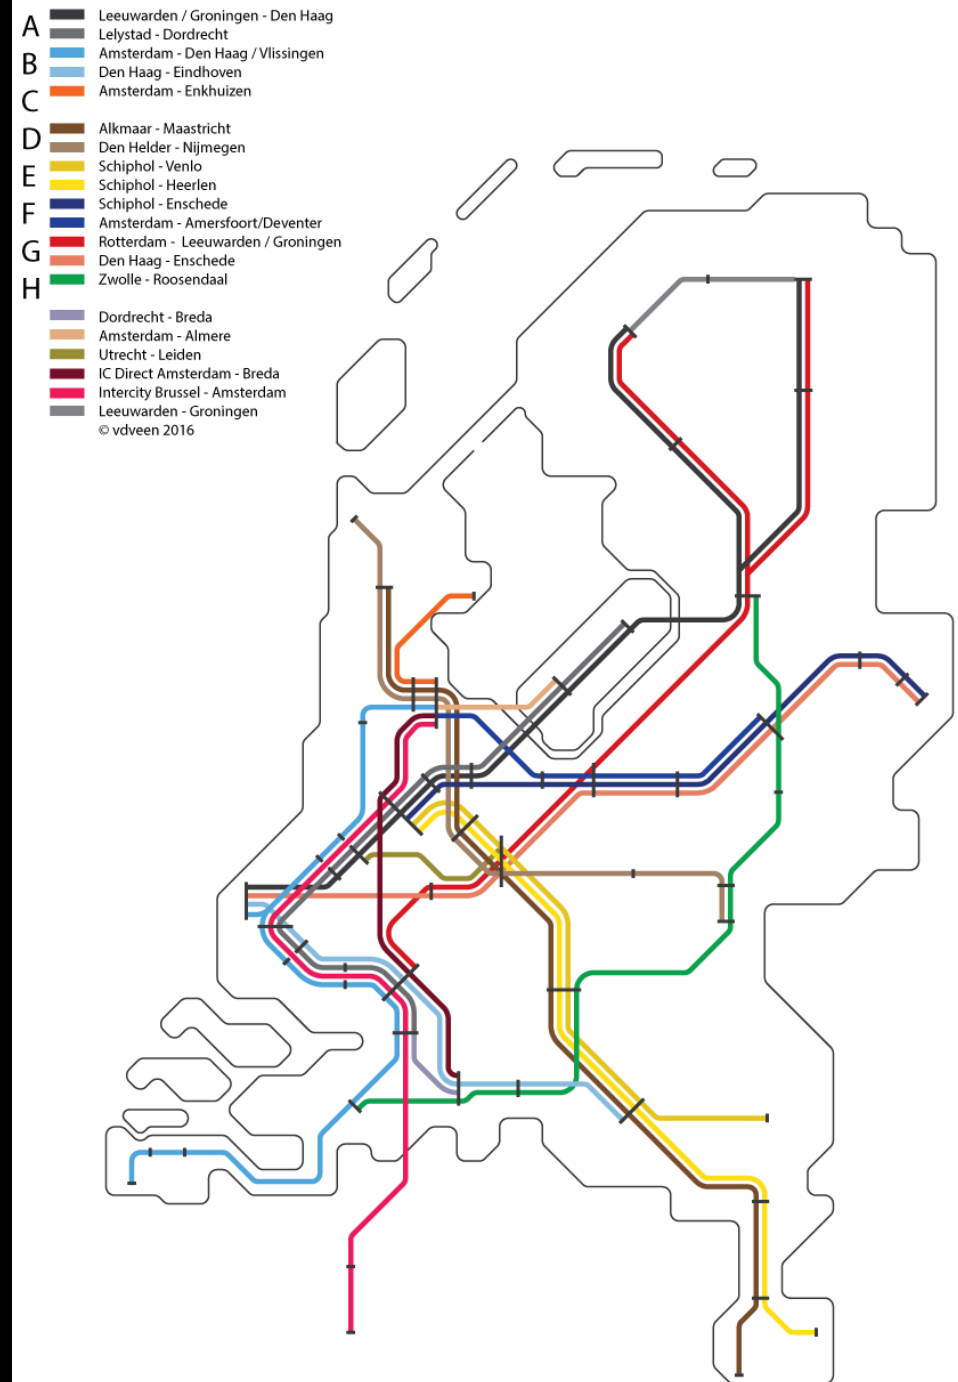 A
Leeuwarden / Groningen - Den Haag
Lelystad - Dordrecht
B
Amsterdam - Den Haag / Vlissingen
Den Haag - Eindhoven
C
Amsterdam - Enkhuizen
D
Alkmaar - Maastricht
Den Helder - Nijmegen
E
Schiphol - Venlo
Schiphol - Heerlen
F
Schiphol - Enschede
Amsterdam - Amersfoort/Deventer
G
Rotterdam - Leeuwarden / Groningen
Den Haag - Enschede
H
Zwolle - Roosendaal
Dordrecht - Breda
Amsterdam - Almere
Utrecht - Leiden
IC Direct Amsterdam - Breda
Intercity Brussel - Amsterdam
Leeuwarden - Groningen
© vdveen 2016